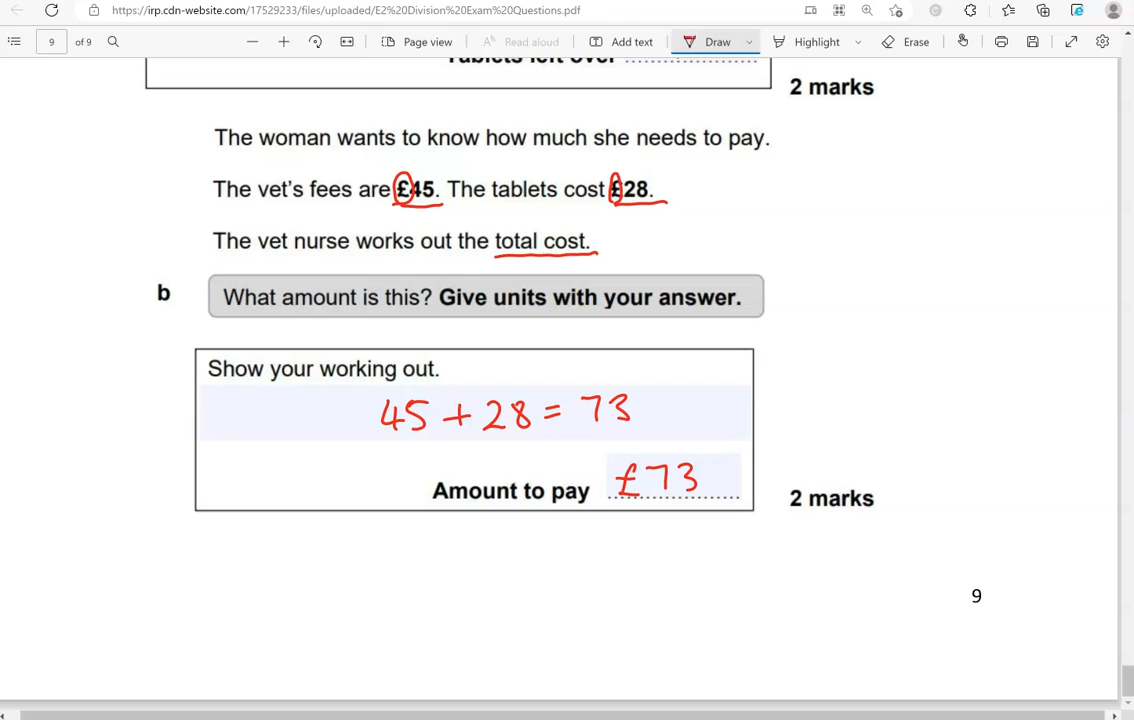 https://irp.cdn-website.com/17529233/files/uploaded/E2%20Division%20Exam%20Questions.pdf
9 of 9 Page view Read aloud Add text Draw Highlight Erase
Tablets left over
2 marks
The woman wants to know how much she needs to pay.
The vet's fees are £45. The tablets cost £28.
The vet nurse works out the total cost.
b What amount is this? Give units with your answer.
Show your working out.
45 + 28 = 73
Amount to pay £73
2 marks
9